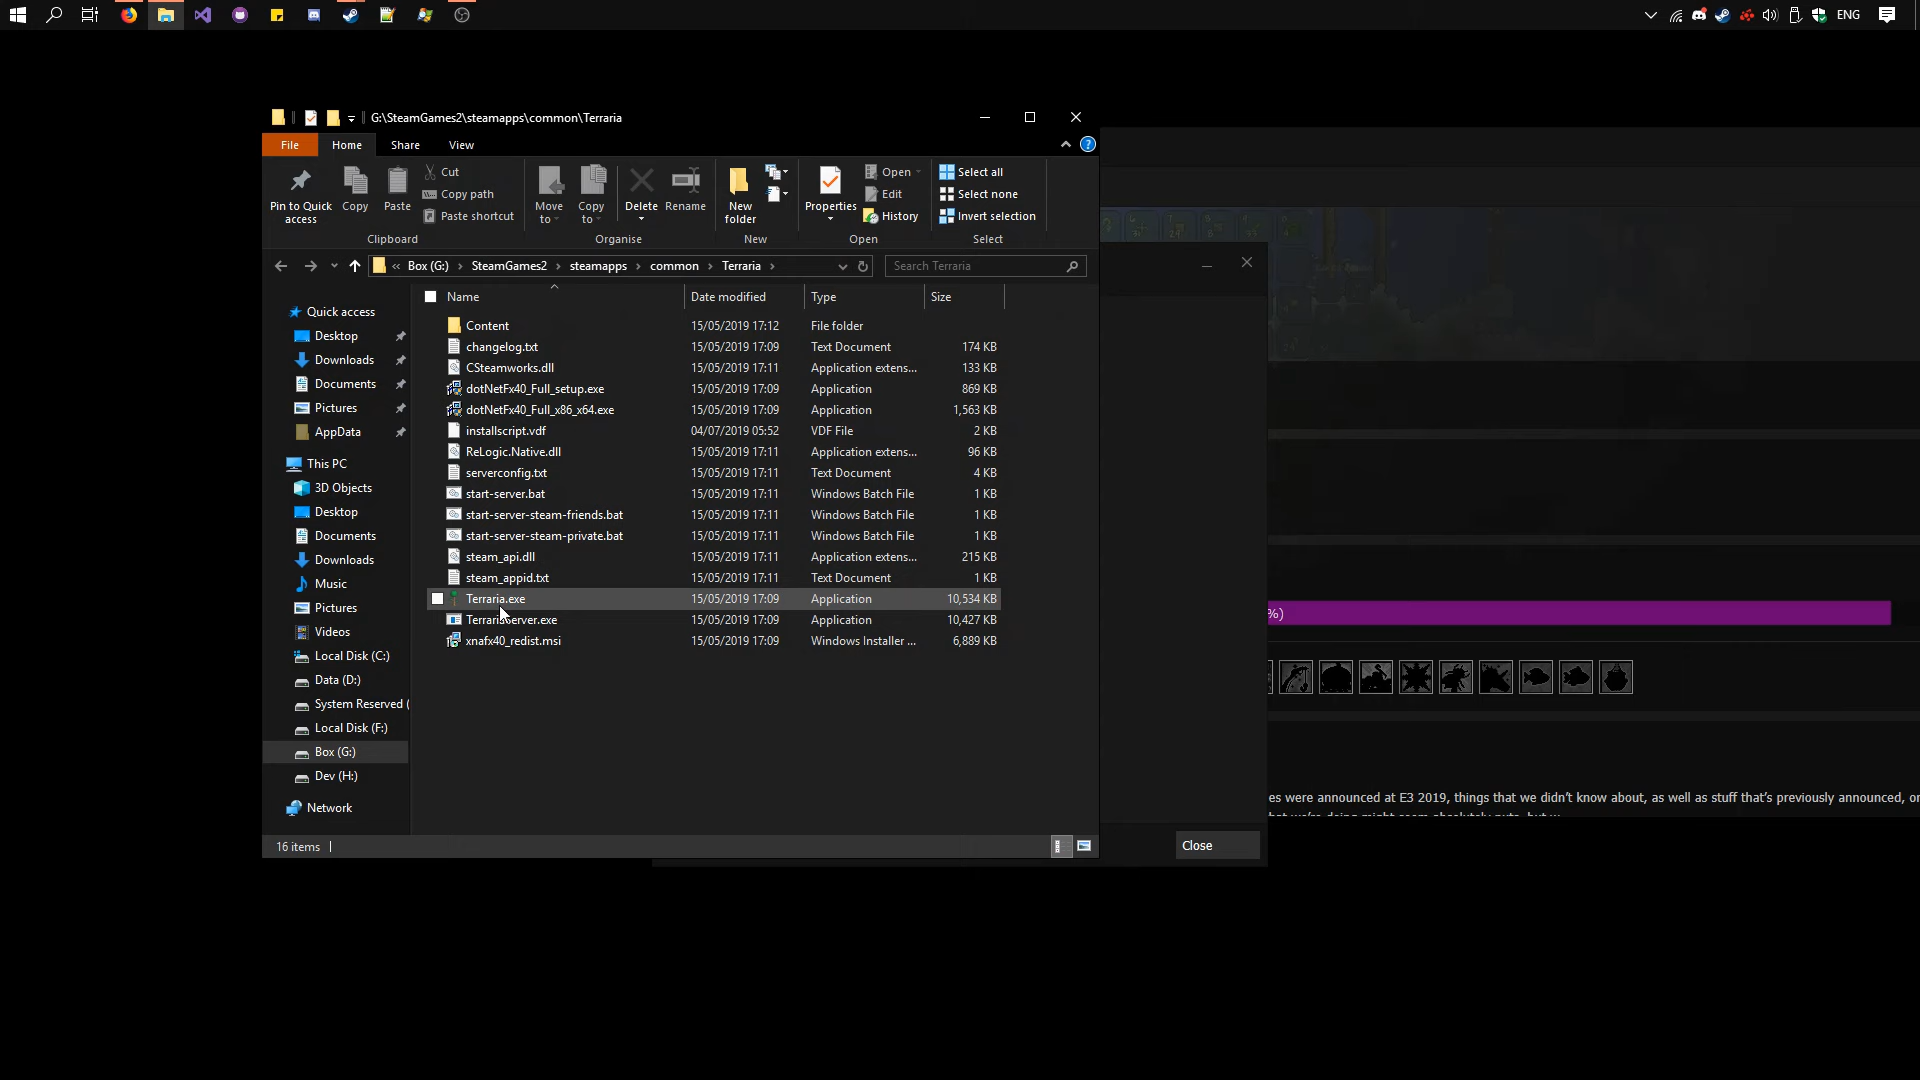 ENG
G:\SteamGames2\steamapps\common\Terraria
File Home Share View
Pin to Quick access
Copy
Paste
Cut
Copy path
Paste shortcut
Move to
Copy to
Delete
Rename
New folder
Properties
Open
Edit
History
Select all
Select none
Invert selection
Clipboard Organise New Open Select
« Box (G:) › SteamGames2 › steamapps › common › Terraria ›
Search Terraria
Quick access
Desktop
Downloads
Documents
Pictures
AppData
This PC
3D Objects
Desktop
Documents
Downloads
Music
Pictures
Videos
Local Disk (C:)
Data (D:)
System Reserved (
Local Disk (F:)
Box (G:)
Dev (H:)
Network
Name Date modified Type Size
Content 15/05/2019 17:12 File folder
changelog.txt 15/05/2019 17:09 Text Document 174 KB
CSteamworks.dll 15/05/2019 17:11 Application extens... 133 KB
dotNetFx40_Full_setup.exe 15/05/2019 17:09 Application 869 KB
dotNetFx40_Full_x86_x64.exe 15/05/2019 17:09 Application 1,563 KB
installscript.vdf 04/07/2019 05:52 VDF File 2 KB
ReLogic.Native.dll 15/05/2019 17:11 Application extens... 96 KB
serverconfig.txt 15/05/2019 17:11 Text Document 4 KB
start-server.bat 15/05/2019 17:11 Windows Batch File 1 KB
start-server-steam-friends.bat 15/05/2019 17:11 Windows Batch File 1 KB
start-server-steam-private.bat 15/05/2019 17:11 Windows Batch File 1 KB
steam_api.dll 15/05/2019 17:11 Application extens... 215 KB
steam_appid.txt 15/05/2019 17:11 Text Document 1 KB
Terraria.exe 15/05/2019 17:09 Application 10,534 KB
TerrariaServer.exe 15/05/2019 17:09 Application 10,427 KB
xnafx40_redist.msi 15/05/2019 17:09 Windows Installer ... 6,889 KB
16 items
%)
es were announced at E3 2019, things that we didn't know about, as well as stuff that's previously announced, or
Close